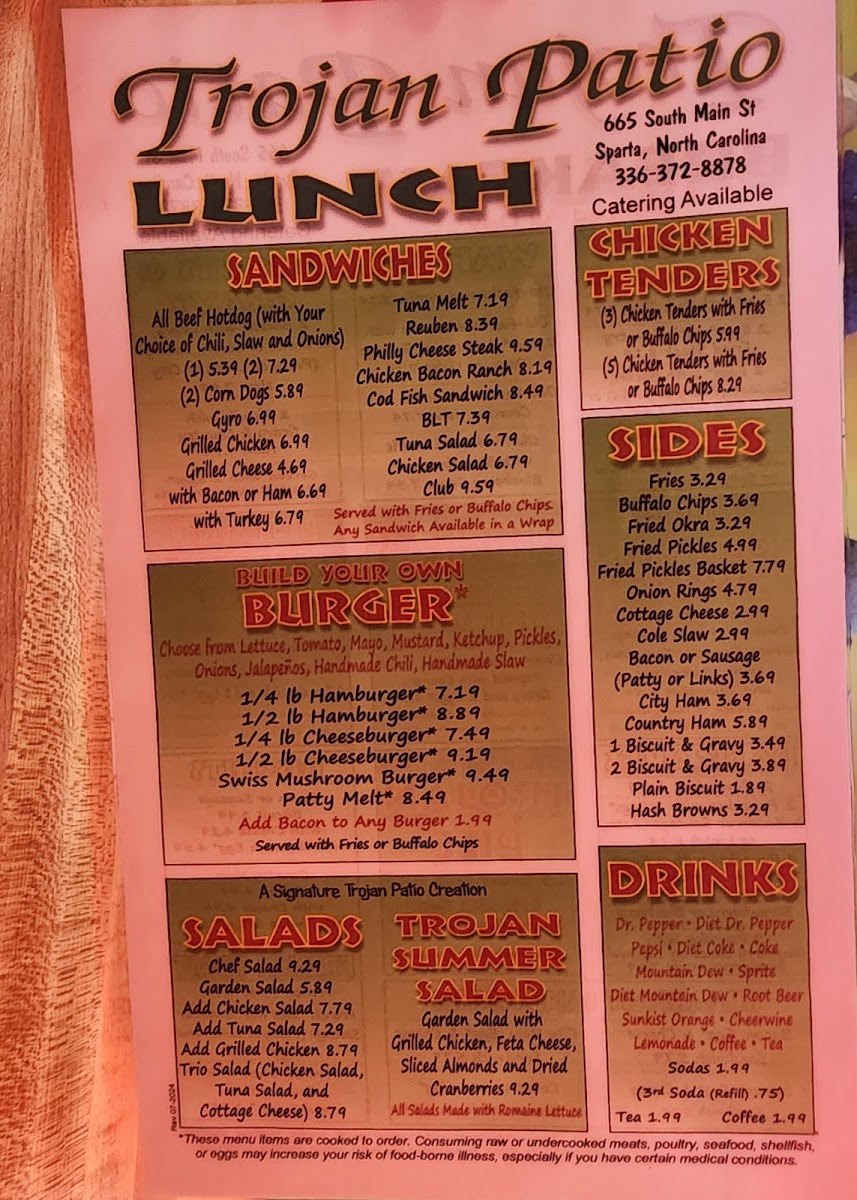 Trojan Patio
LUNCH
665 South Main St
Sparta, North Carolina
336-372-8878
Catering Available
SANDWICHES
All Beef Hotdog (with Your
Choice of Chili, Slaw and Onions)
(1) 5.39 (2) 7.29
(2) Corn Dogs 5.89
Gyro 6.99
Grilled Chicken 6.99
Grilled Cheese 4.69
with Bacon or Ham 6.69
with Turkey 6.79
Tuna Melt 7.19
Reuben 8.39
Philly Cheese Steak 9.59
Chicken Bacon Ranch 8.19
Cod Fish Sandwich 8.49
BLT 7.39
Tuna Salad 6.79
Chicken Salad 6.79
Club 9.59
Served with Fries or Buffalo Chips.
Any Sandwich Available in a Wrap
BUILD YOUR OWN
BURGER*
Choose from Lettuce, Tomato, Mayo, Mustard, Ketchup, Pickles,
Onions, Jalapeños, Handmade Chili, Handmade Slaw
1/4 lb Hamburger* 7.19
1/2 lb Hamburger* 8.89
1/4 lb Cheeseburger* 7.49
1/2 lb Cheeseburger* 9.19
Swiss Mushroom Burger* 9.49
Patty Melt* 8.49
Add Bacon to Any Burger 1.99
Served with Fries or Buffalo Chips
A Signature Trojan Patio Creation
SALADS
Chef Salad 9.29
Garden Salad 5.89
Add Chicken Salad 7.79
Add Tuna Salad 7.29
Add Grilled Chicken 8.79
Trio Salad (Chicken Salad,
Tuna Salad, and
Cottage Cheese) 8.79
TROJAN
SUMMER
SALAD
Garden Salad with
Grilled Chicken, Feta Cheese,
Sliced Almonds and Dried
Cranberries 9.29
All Salads Made with Romaine Lettuce
Rev 07-2024
CHICKEN
TENDERS
(3) Chicken Tenders with Fries
or Buffalo Chips 5.99
(5) Chicken Tenders with Fries
or Buffalo Chips 8.29
SIDES
Fries 3.29
Buffalo Chips 3.69
Fried Okra 3.29
Fried Pickles 4.99
Fried Pickles Basket 7.79
Onion Rings 4.79
Cottage Cheese 2.99
Cole Slaw 2.99
Bacon or Sausage
(Patty or Links) 3.69
City Ham 3.69
Country Ham 5.89
1 Biscuit & Gravy 3.49
2 Biscuit & Gravy 3.89
Plain Biscuit 1.89
Hash Browns 3.29
DRINKS
Dr. Pepper • Diet Dr. Pepper
Pepsi • Diet Coke • Coke
Mountain Dew • Sprite
Diet Mountain Dew • Root Beer
Sunkist Orange • Cheerwine
Lemonade • Coffee • Tea
Sodas 1.99
(3rd Soda (Refill) .75)
Tea 1.99 Coffee 1.99
*These menu items are cooked to order. Consuming raw or undercooked meats, poultry, seafood, shellfish,
or eggs may increase your risk of food-borne illness, especially if you have certain medical conditions.